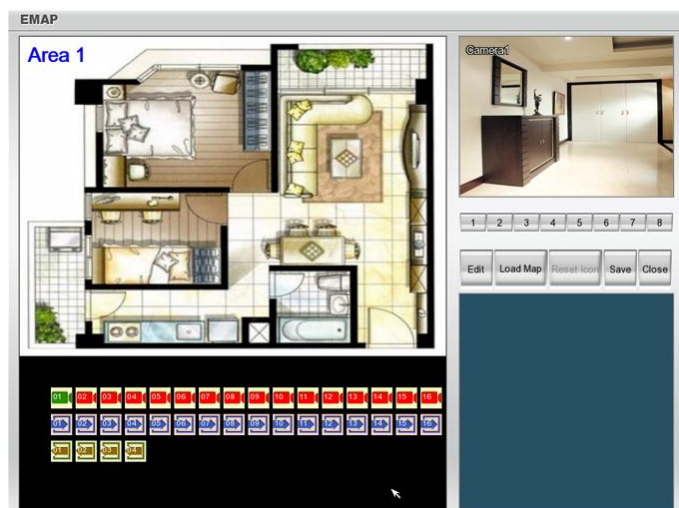 EMAP
Area 1
Camera1
1 2 3 4 5 6 7 8
Edit Load Map Reset Icon Save Close
01 02 03 04 05 06 07 08 09 10 11 12 13 14 15 16
01 02 03 04 05 06 07 08 09 10 11 12 13 14 15 16
01 02 03 04